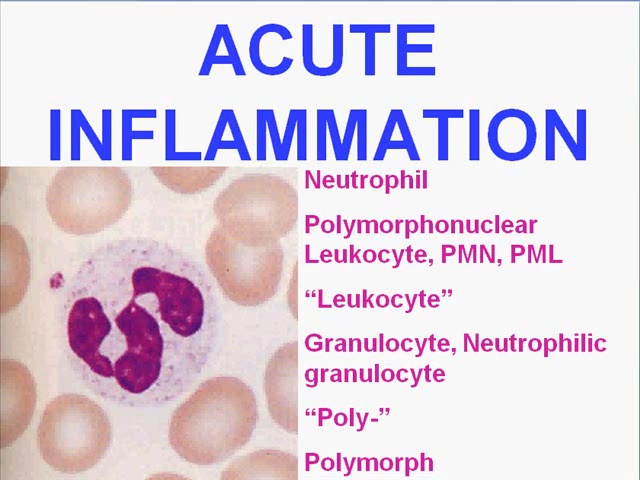 ACUTE
INFLAMMATION
Neutrophil
Polymorphonuclear
Leukocyte, PMN, PML
“Leukocyte”
Granulocyte, Neutrophilic
granulocyte
“Poly-”
Polymorph